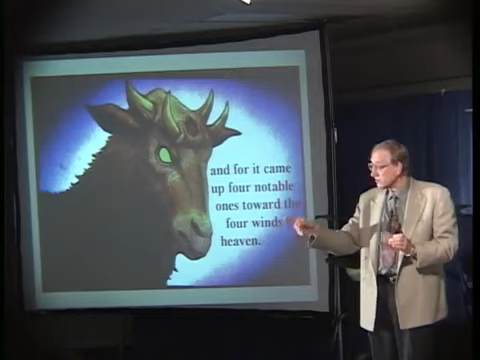 and for it came
up four notable
ones toward the
four winds
heaven.